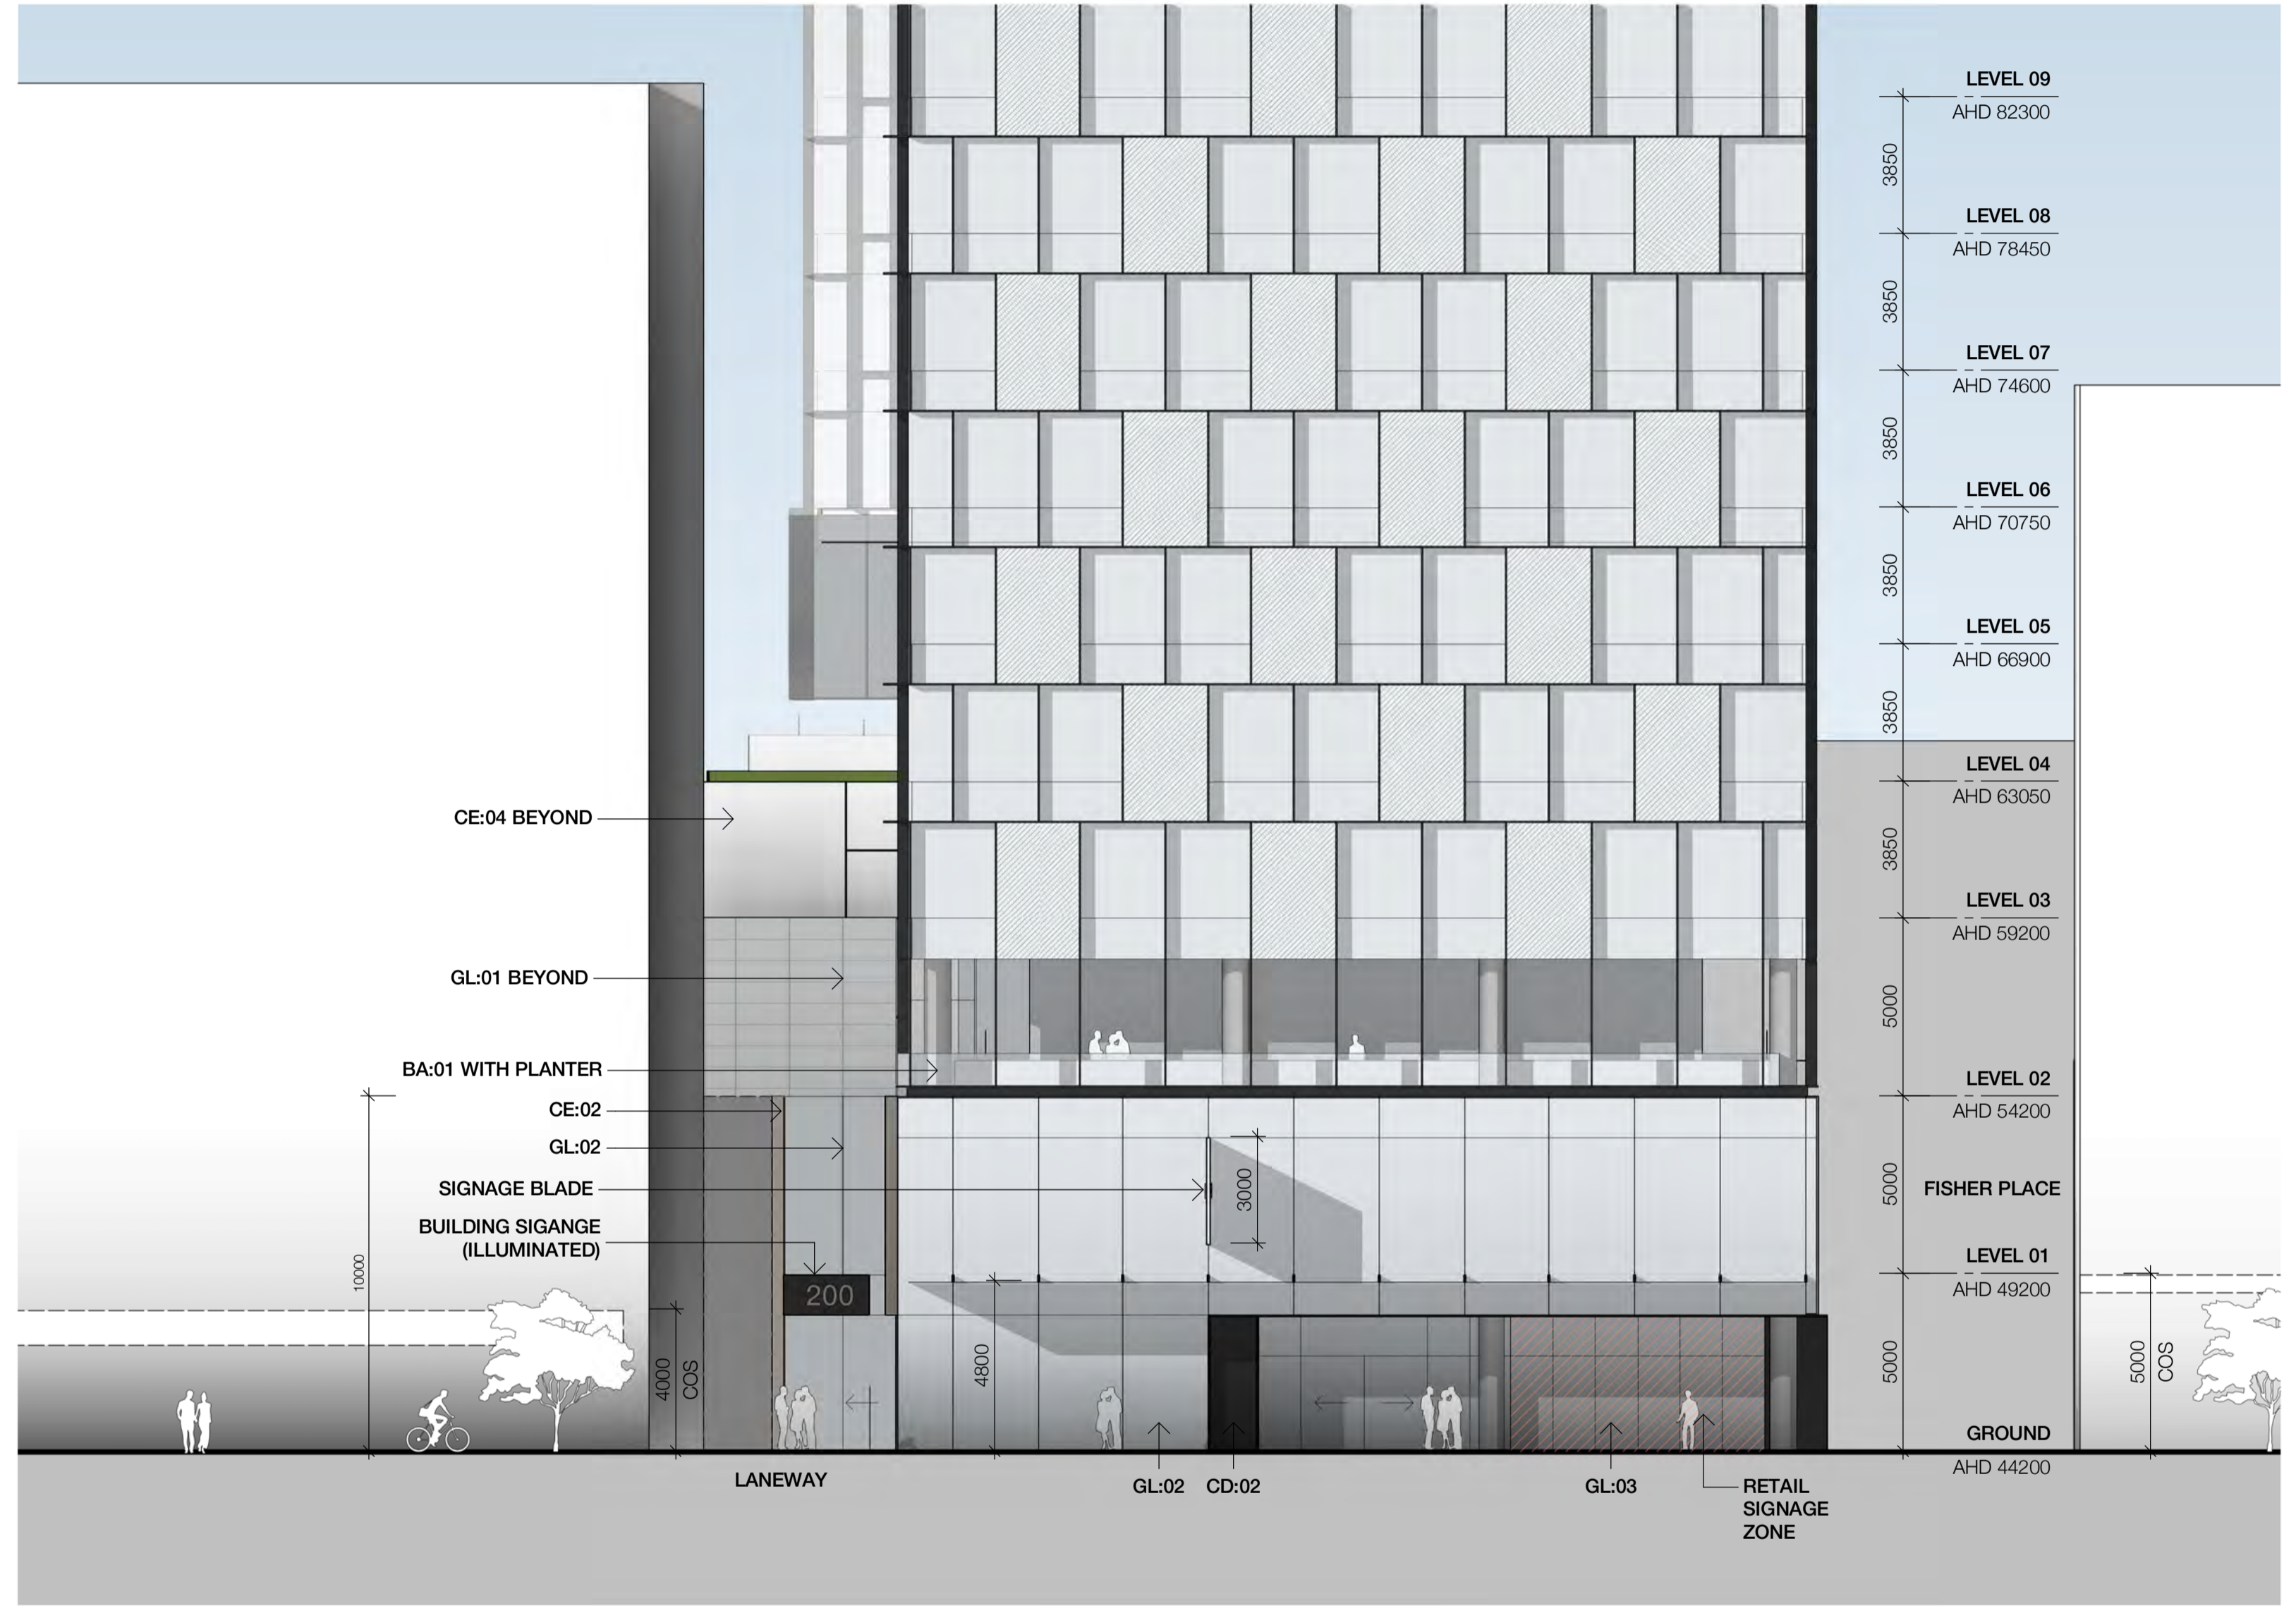 LEVEL 09
AHD 82300
3850
LEVEL 08
AHD 78450
3850
LEVEL 07
AHD 74600
3850
LEVEL 06
AHD 70750
3850
LEVEL 05
AHD 66900
3850
LEVEL 04
AHD 63050
3850
LEVEL 03
AHD 59200
5000
LEVEL 02
AHD 54200
5000
FISHER PLACE
LEVEL 01
AHD 49200
5000
GROUND
AHD 44200
5000
COS
CE:04 BEYOND
GL:01 BEYOND
BA:01 WITH PLANTER
CE:02
GL:02
SIGNAGE BLADE
BUILDING SIGANGE
(ILLUMINATED)
10000
4000
COS
200
3000
4800
LANEWAY
GL:02
CD:02
GL:03
RETAIL
SIGNAGE
ZONE